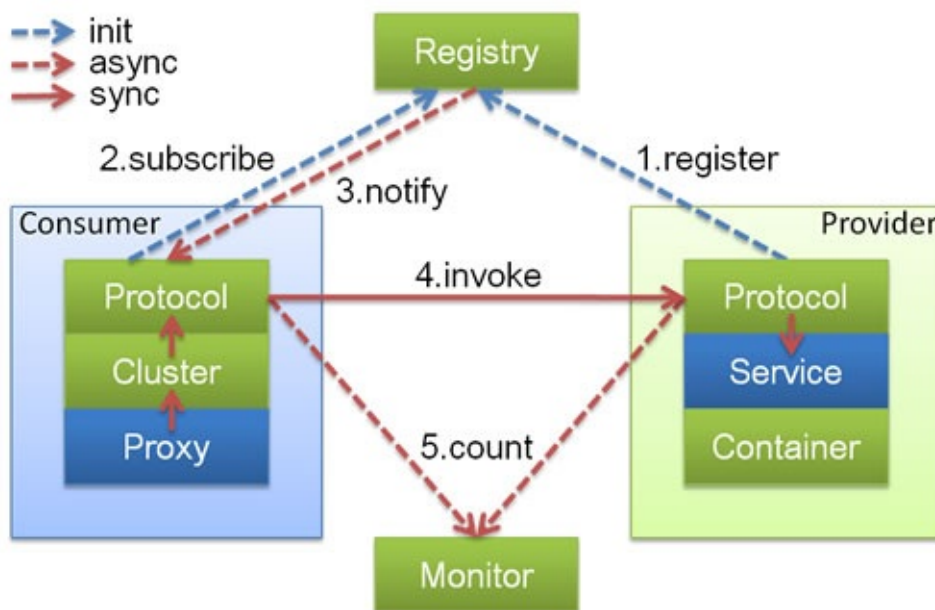 init
async
sync
Registry
2.subscribe
1.register
3.notify
Consumer
Provider
4.invoke
Protocol
Protocol
Cluster
Service
Proxy
Container
5.count
Monitor